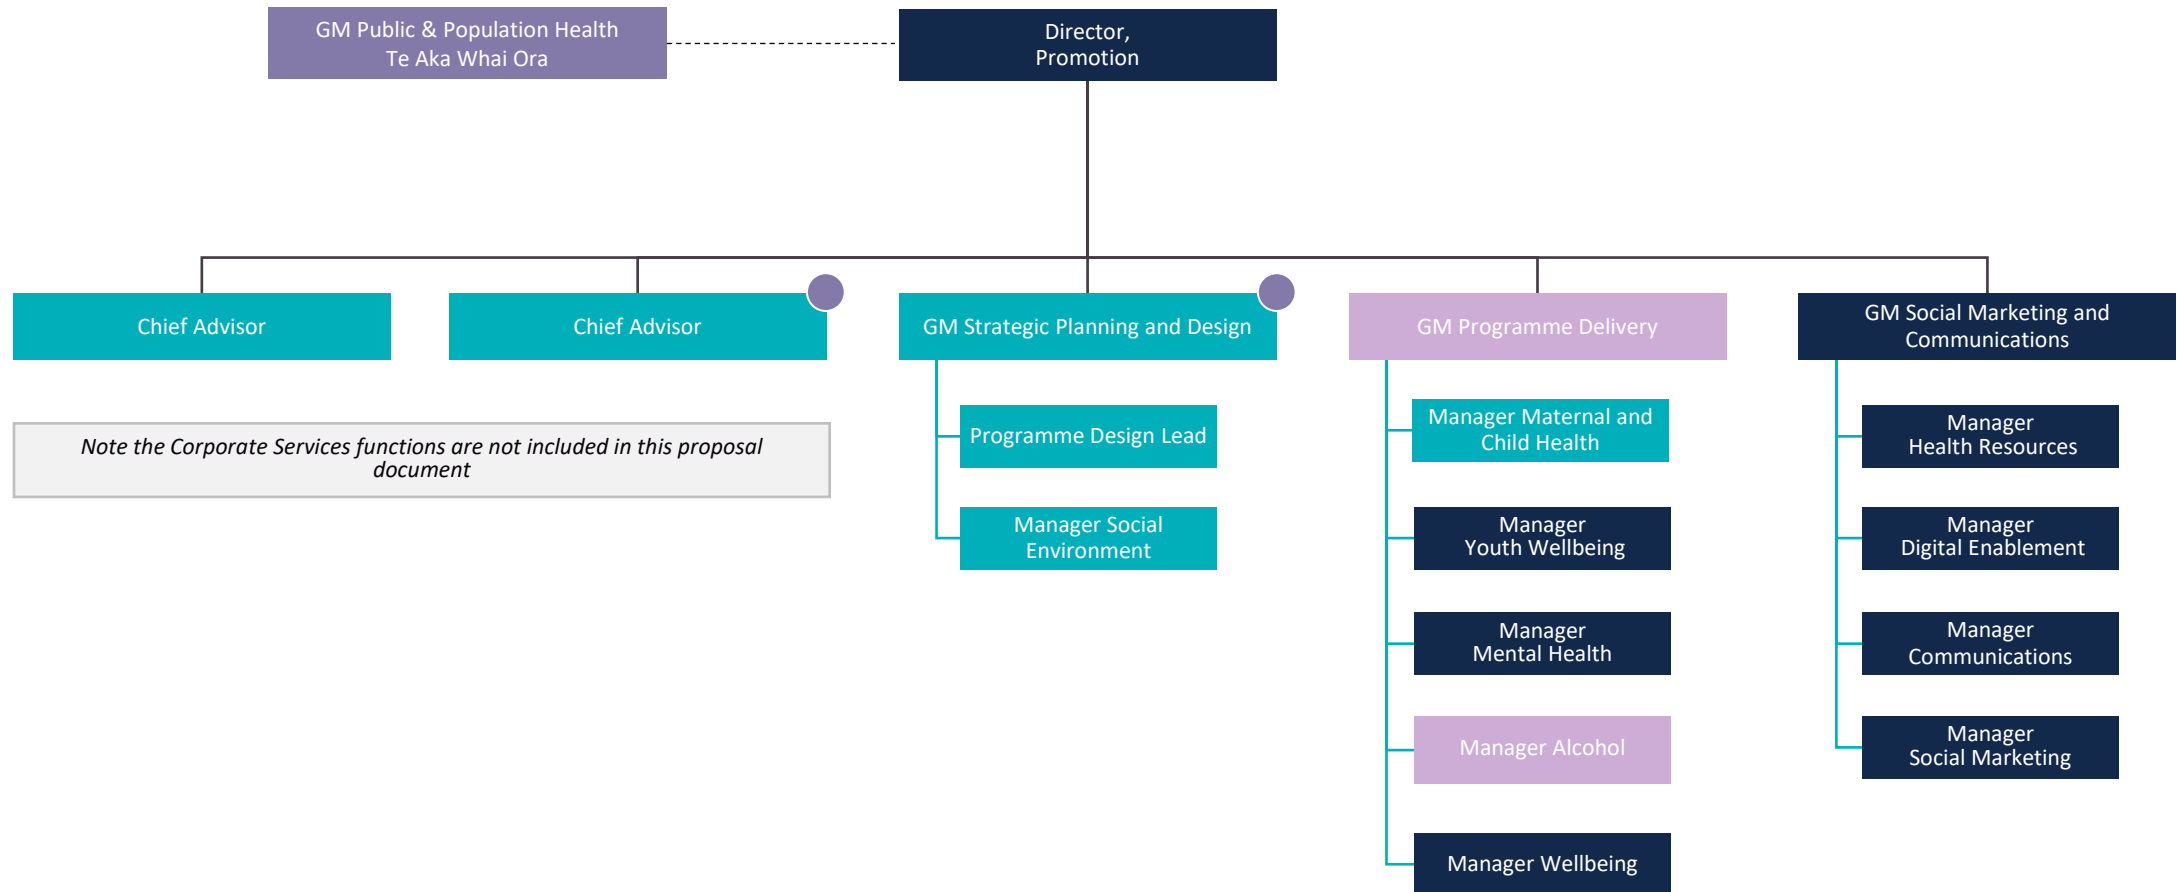 GM Public & Population Health
Te Aka Whai Ora
Director,
Promotion
Chief Advisor
Chief Advisor
GM Strategic Planning and Design
GM Programme Delivery
GM Social Marketing and
Communications
Note the Corporate Services functions are not included in this proposal
document
Programme Design Lead
Manager Social
Environment
Manager Maternal and
Child Health
Manager
Youth Wellbeing
Manager
Mental Health
Manager Alcohol
Manager Wellbeing
Manager
Health Resources
Manager
Digital Enablement
Manager
Communications
Manager
Social Marketing